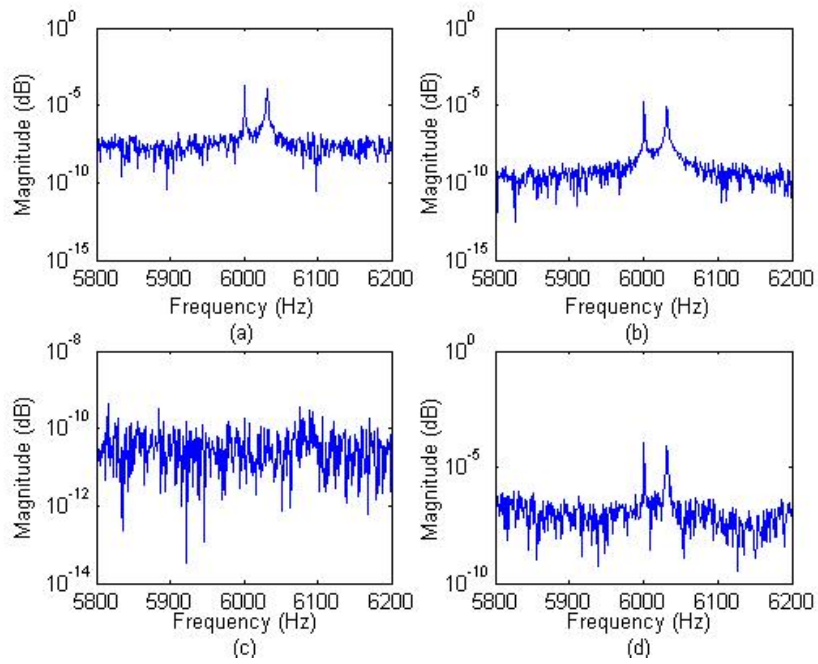 10^0
10^-5
10^-10
10^-15
Magnitude (dB)
5800 5900 6000 6100 6200
Frequency (Hz)
(a)
10^0
10^-5
10^-10
10^-15
Magnitude (dB)
5800 5900 6000 6100 6200
Frequency (Hz)
(b)
10^-8
10^-10
10^-12
10^-14
Magnitude (dB)
5800 5900 6000 6100 6200
Frequency (Hz)
(c)
10^0
10^-5
10^-10
Magnitude (dB)
5800 5900 6000 6100 6200
Frequency (Hz)
(d)